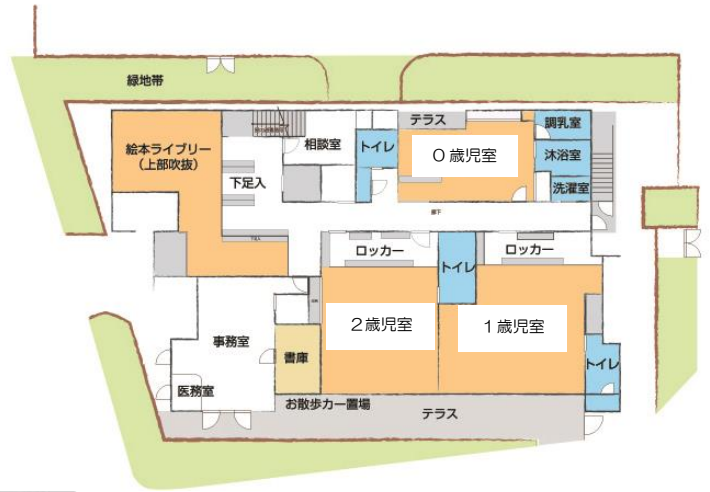 緑地帯
テラス
調乳室
絵本ライブリー
（上部吹抜）
相談室
トイレ
０歳児室
沐浴室
下足入
洗濯室
廊下
ロッカー
ロッカー
トイレ
２歳児室
１歳児室
事務室
書庫
トイレ
医務室
お散歩カー置場
テラス